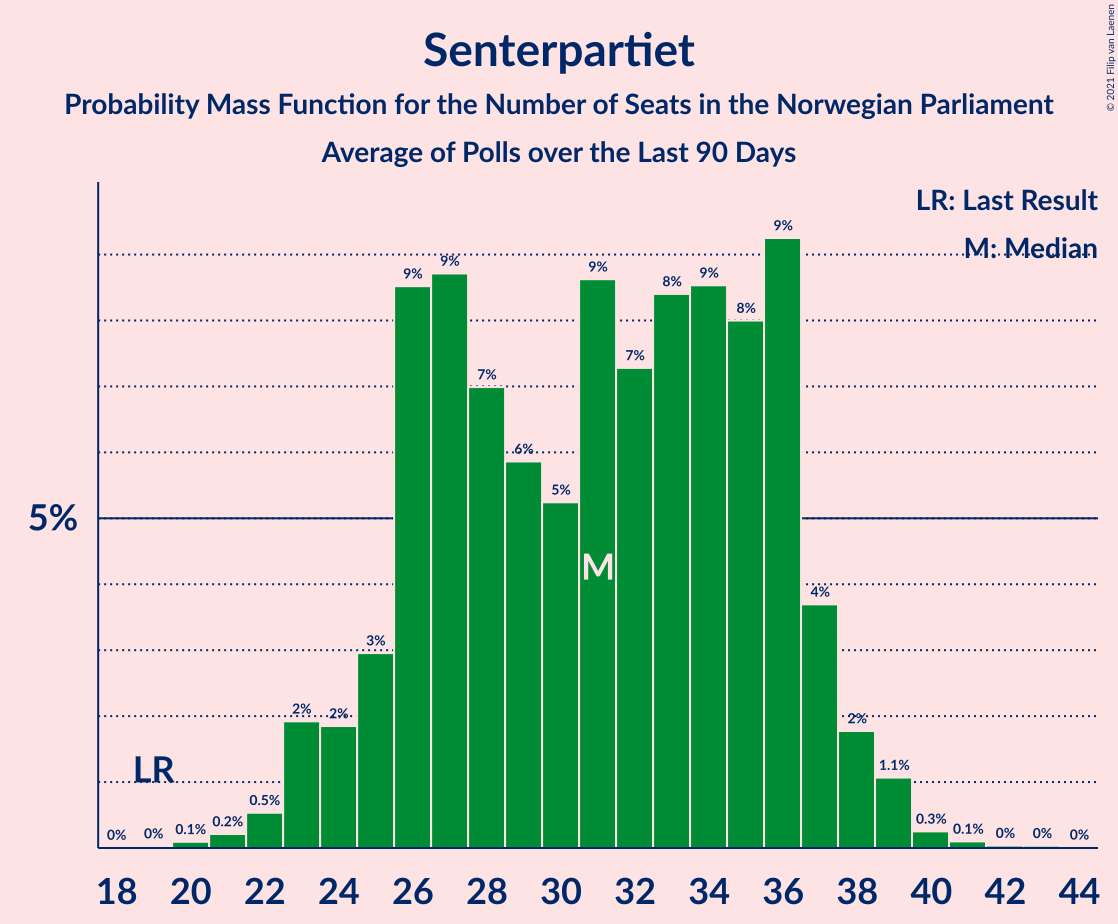 Senterpartiet
Probability Mass Function for the Number of Seats in the Norwegian Parliament
Average of Polls over the Last 90 Days
© 2021 Filip van Laenen
LR: Last Result
M: Median
5%
0% 0% 0.1% 0.2% 0.5% 2% 2% 3% 9% 9% 7% 6% 5% 9% 7% 8% 9% 8% 9% 4% 2% 1.1% 0.3% 0.1% 0% 0% 0%
LR
M
18 20 22 24 26 28 30 32 34 36 38 40 42 44